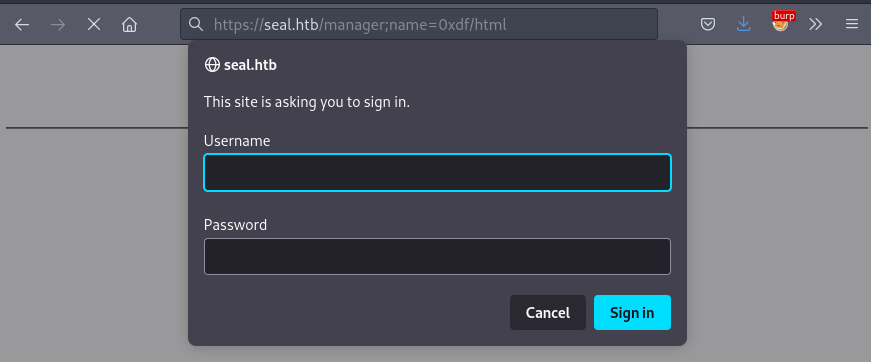 https://seal.htb/manager;name=0xdf/html
burp
seal.htb
This site is asking you to sign in.
Username
Password
Cancel Sign in